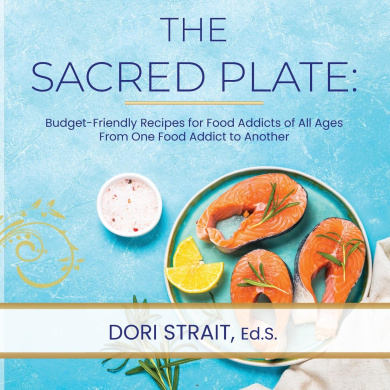 THE
SACRED PLATE:
Budget-Friendly Recipes for Food Addicts of All Ages
From One Food Addict to Another
DORI STRAIT, Ed.S.